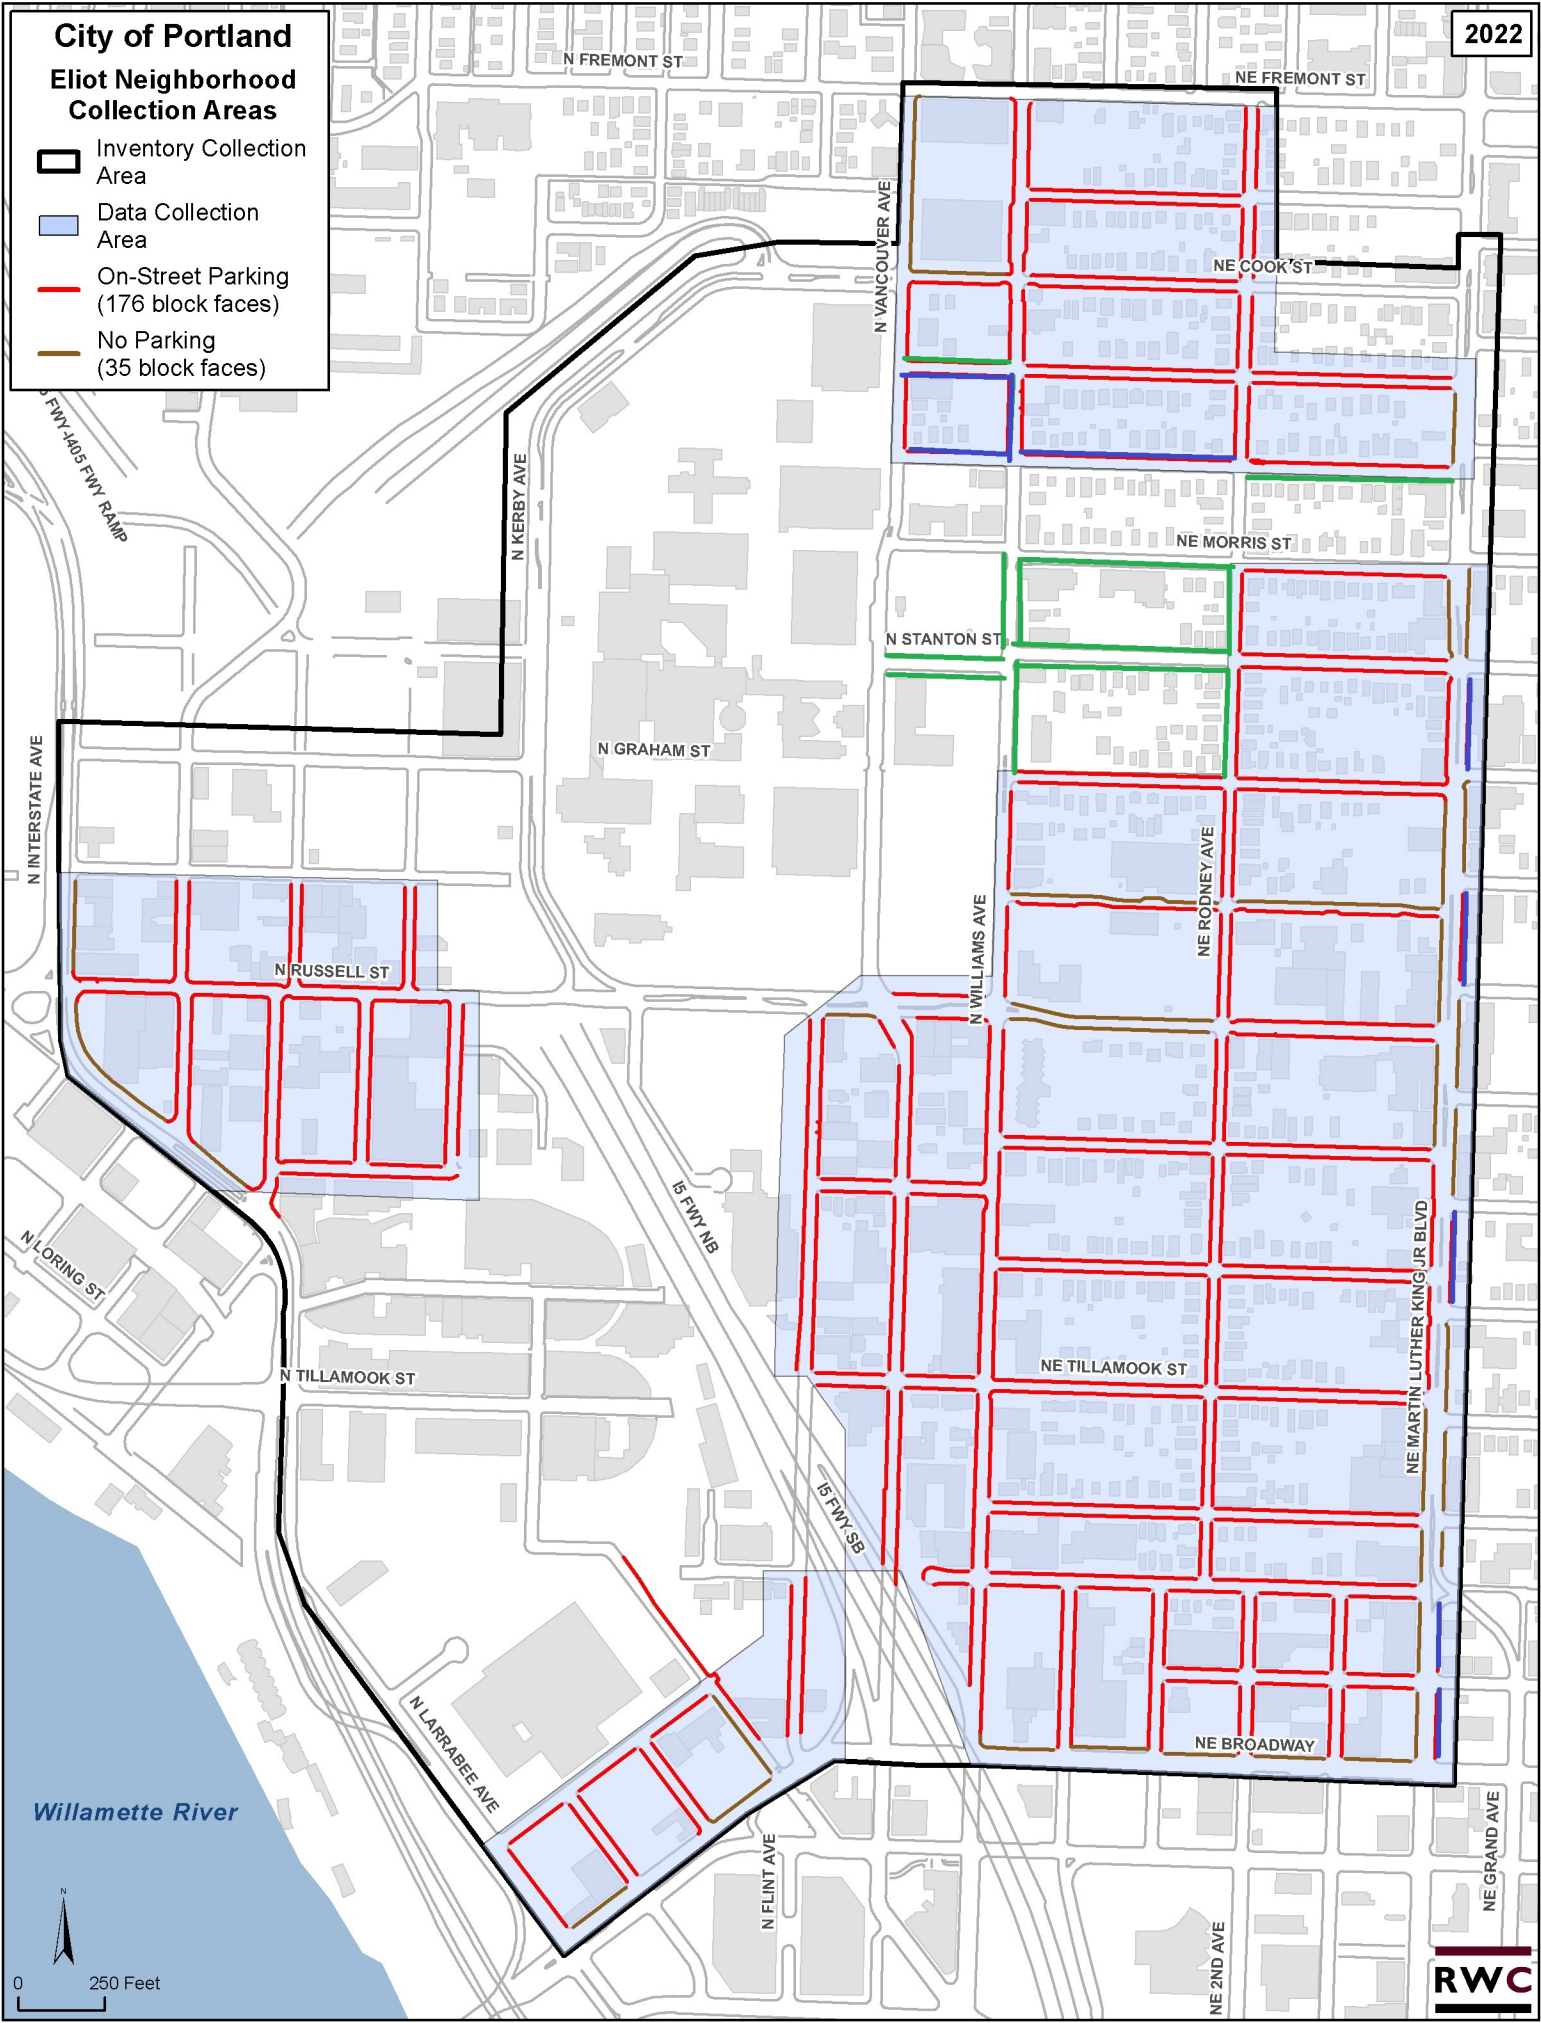 City of Portland
Eliot Neighborhood
Collection Areas
Inventory Collection
Area
Data Collection
Area
On-Street Parking
(176 block faces)
No Parking
(35 block faces)
2022
N FREMONT ST
NE FREMONT ST
N VANCOUVER AVE
NE COOK ST
FWY-I405 FWY RAMP
N KERBY AVE
NE MORRIS ST
N STANTON ST
N GRAHAM ST
N INTERSTATE AVE
NE RODNEY AVE
N WILLIAMS AVE
N RUSSELL ST
I5 FWY NB
N LORING ST
NE MARTIN LUTHER KING JR BLVD
NE TILLAMOOK ST
N TILLAMOOK ST
I5 FWY SB
N LARRABEE AVE
NE BROADWAY
Willamette River
N FLINT AVE
NE GRAND AVE
NE 2ND AVE
N
0 250 Feet
RWC